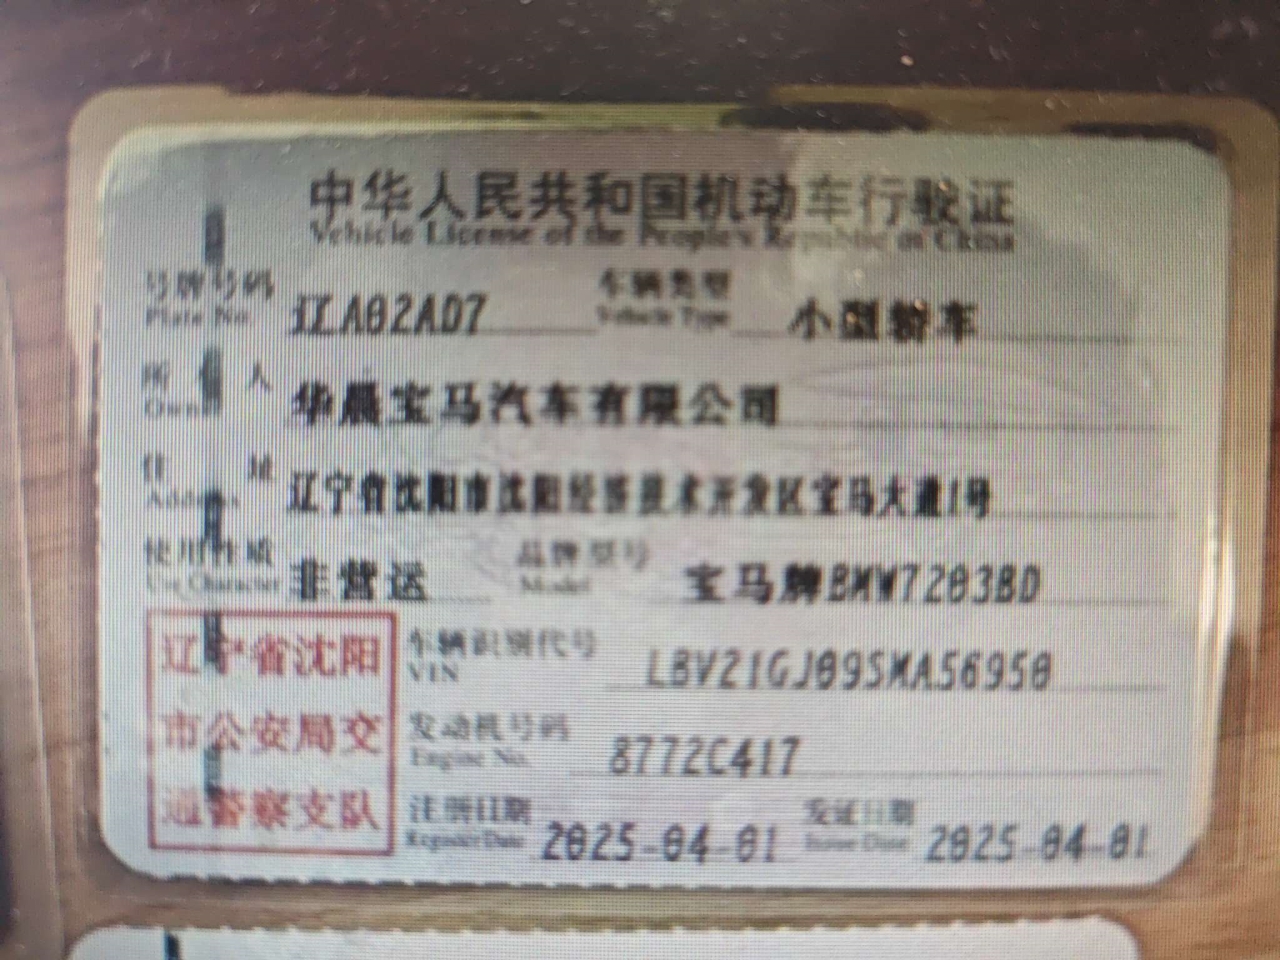 中华人民共和国机动车行驶证
Vehicle License of the People's Republic of China
号牌号码 辽A02A07 车辆类型 小型轿车
Plate No. Vehicle Type
所有人 华晨宝马汽车有限公司
Owner
住址 辽宁省沈阳市沈阳经济技术开发区宝马大道1号
Address
使用性质 非营运 品牌型号 宝马牌BMW7203BD
Use Character Model
辽宁省沈阳
市公安局交
通警察支队
车辆识别代号 LBV21GJ09SMA56950
VIN
发动机号码 8772C417
Engine No.
注册日期 2025-04-01 发证日期 2025-04-01
Register Date Issue Date